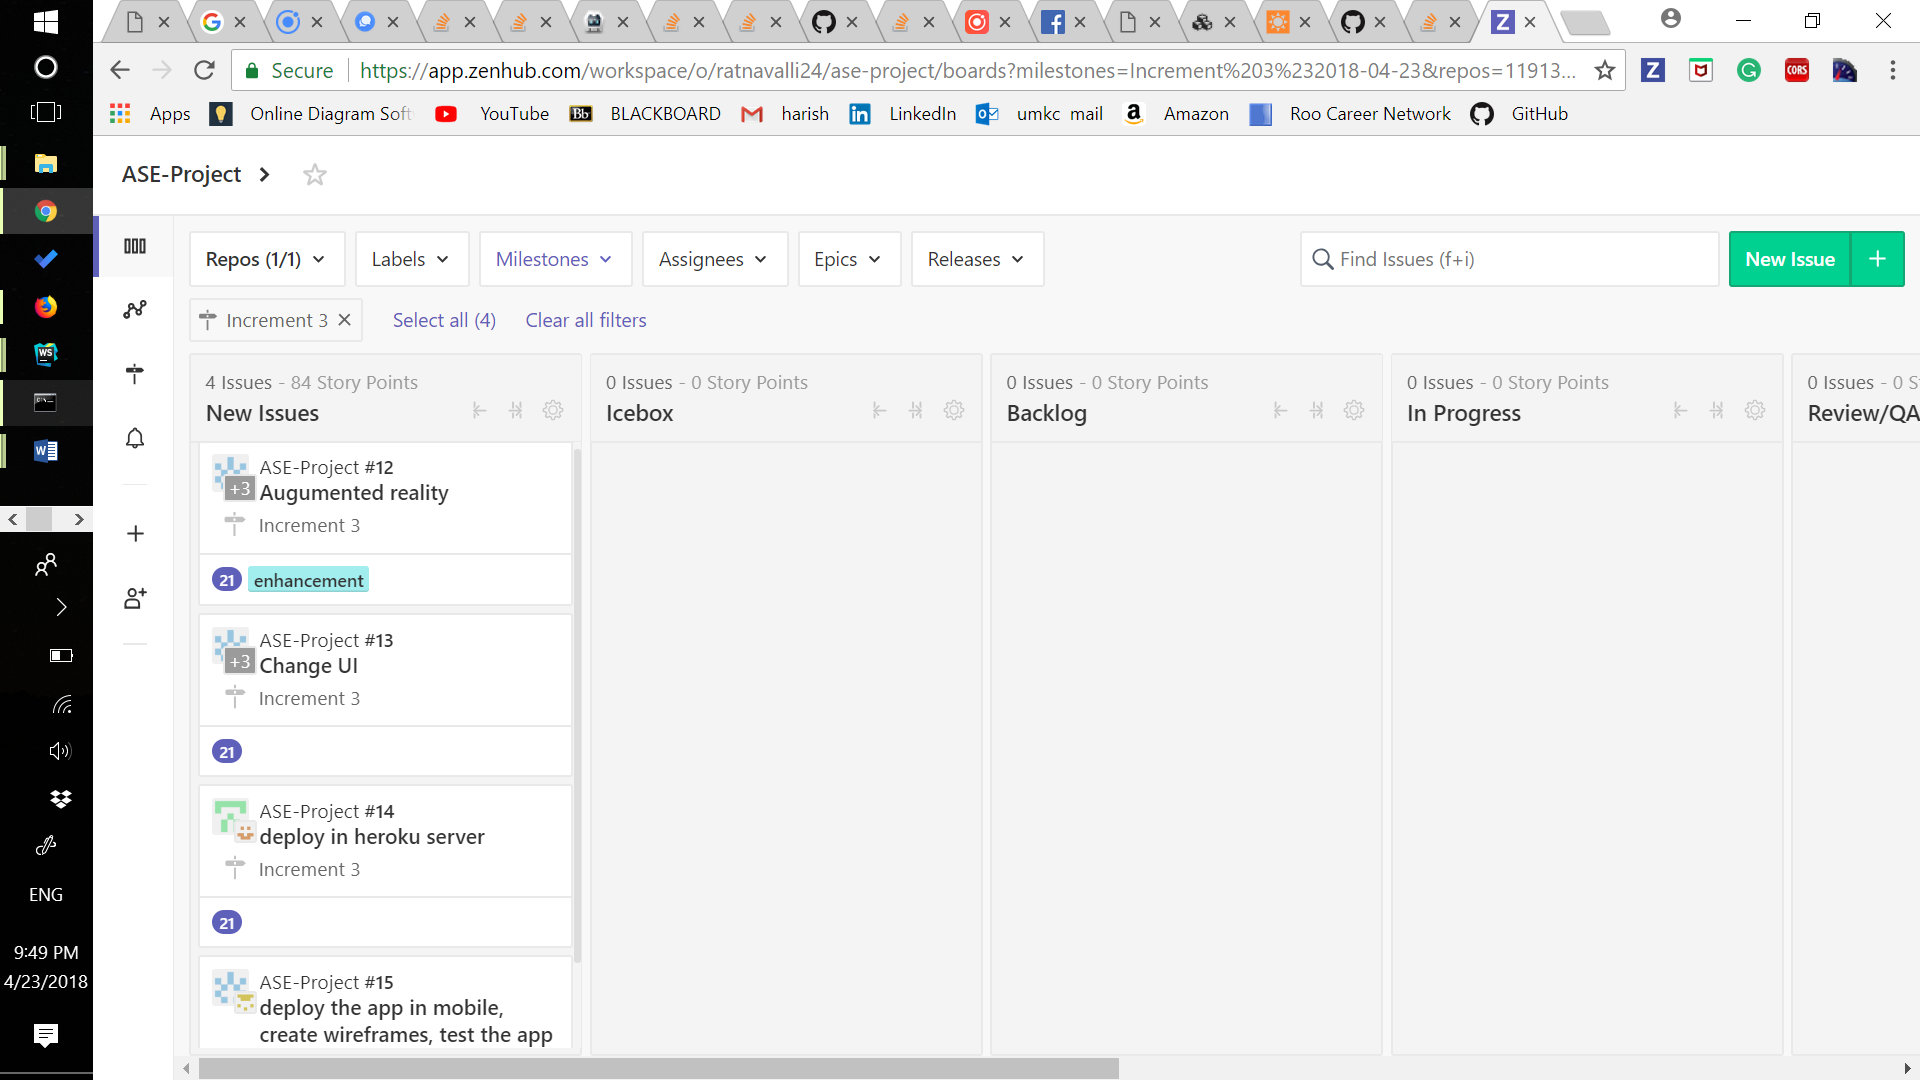 Secure
https://app.zenhub.com/workspace/o/ratnavalli24/ase-project/boards?milestones=Increment%203%232018-04-23&repos=11913...
Apps Online Diagram Soft YouTube Bb BLACKBOARD harish LinkedIn umkc mail Amazon Roo Career Network GitHub
ASE-Project
Repos (1/1) Labels Milestones Assignees Epics Releases Find Issues (f+i) New Issue +
Increment 3 Select all (4) Clear all filters
4 Issues - 84 Story Points
New Issues
0 Issues - 0 Story Points
Icebox
0 Issues - 0 Story Points
Backlog
0 Issues - 0 Story Points
In Progress
0 Issues - 0 S
Review/QA
ASE-Project #12
+3 Augumented reality
Increment 3
21 enhancement
ASE-Project #13
+3 Change UI
Increment 3
21
ASE-Project #14
deploy in heroku server
Increment 3
21
ASE-Project #15
deploy the app in mobile,
create wireframes, test the app
WS
ENG
9:49 PM
4/23/2018
Z
CORS